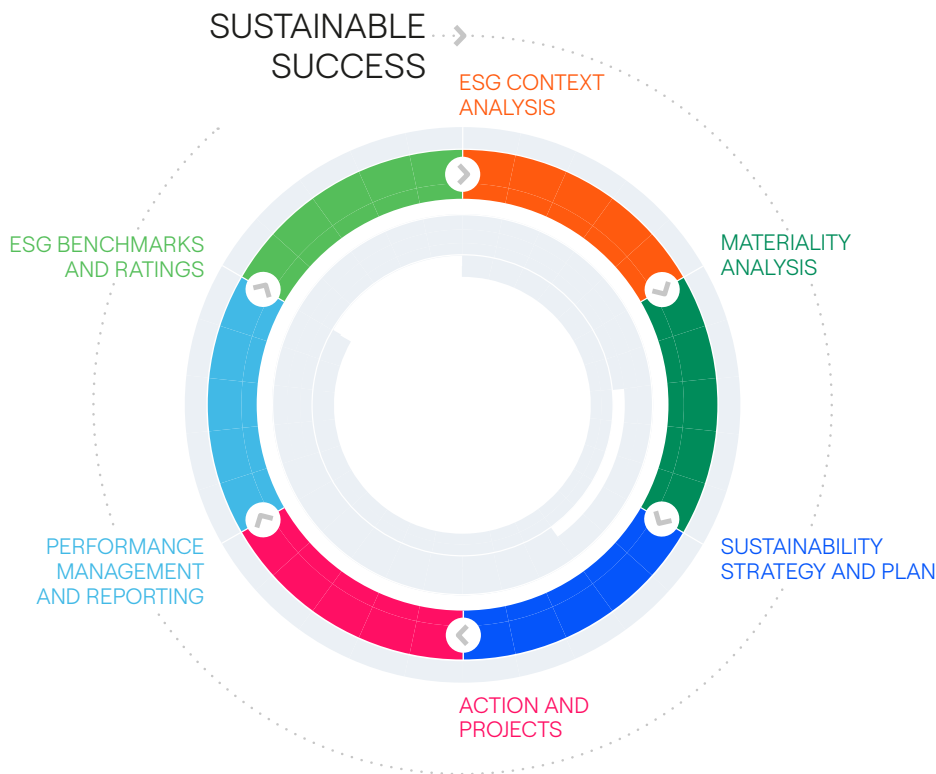 SUSTAINABLE
SUCCESS
ESG CONTEXT
ANALYSIS
MATERIALITY
ANALYSIS
SUSTAINABILITY
STRATEGY AND PLAN
ACTION AND
PROJECTS
PERFORMANCE
MANAGEMENT
AND REPORTING
ESG BENCHMARKS
AND RATINGS